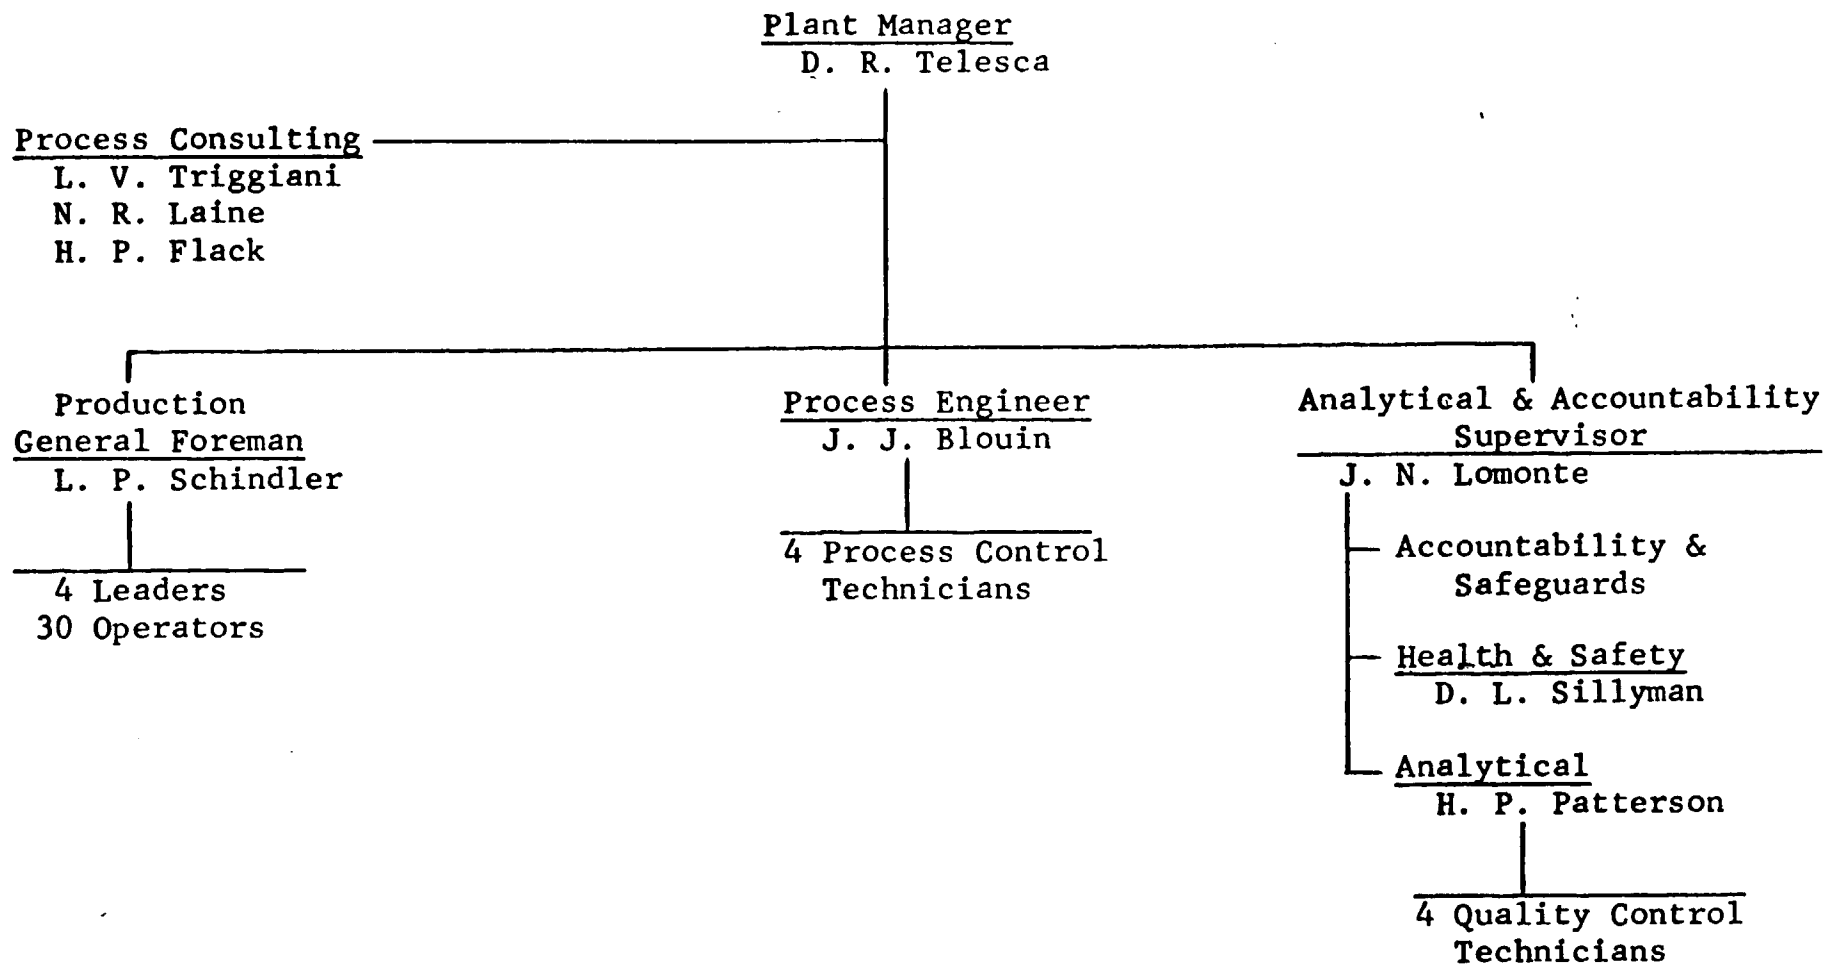 Plant Manager
D. R. Telesca
Process Consulting
L. V. Triggiani
N. R. Laine
H. P. Flack
Production
General Foreman
L. P. Schindler
4 Leaders
30 Operators
Process Engineer
J. J. Blouin
4 Process Control
Technicians
Analytical & Accountability
Supervisor
J. N. Lomonte
Accountability &
Safeguards
Health & Safety
D. L. Sillyman
Analytical
H. P. Patterson
4 Quality Control
Technicians